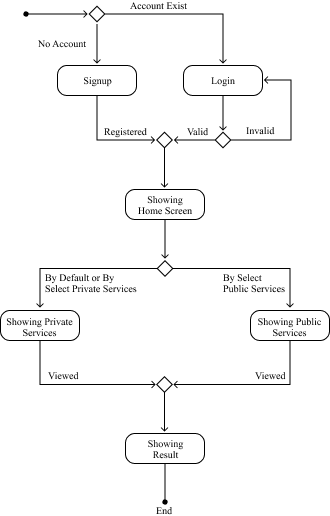 Account Exist
No Account
Signup
Login
Registered
Valid
Invalid
Showing
Home Screen
By Default or By
Select Private Services
By Select
Public Services
Showing Private
Services
Showing Public
Services
Viewed
Viewed
Showing
Result
End